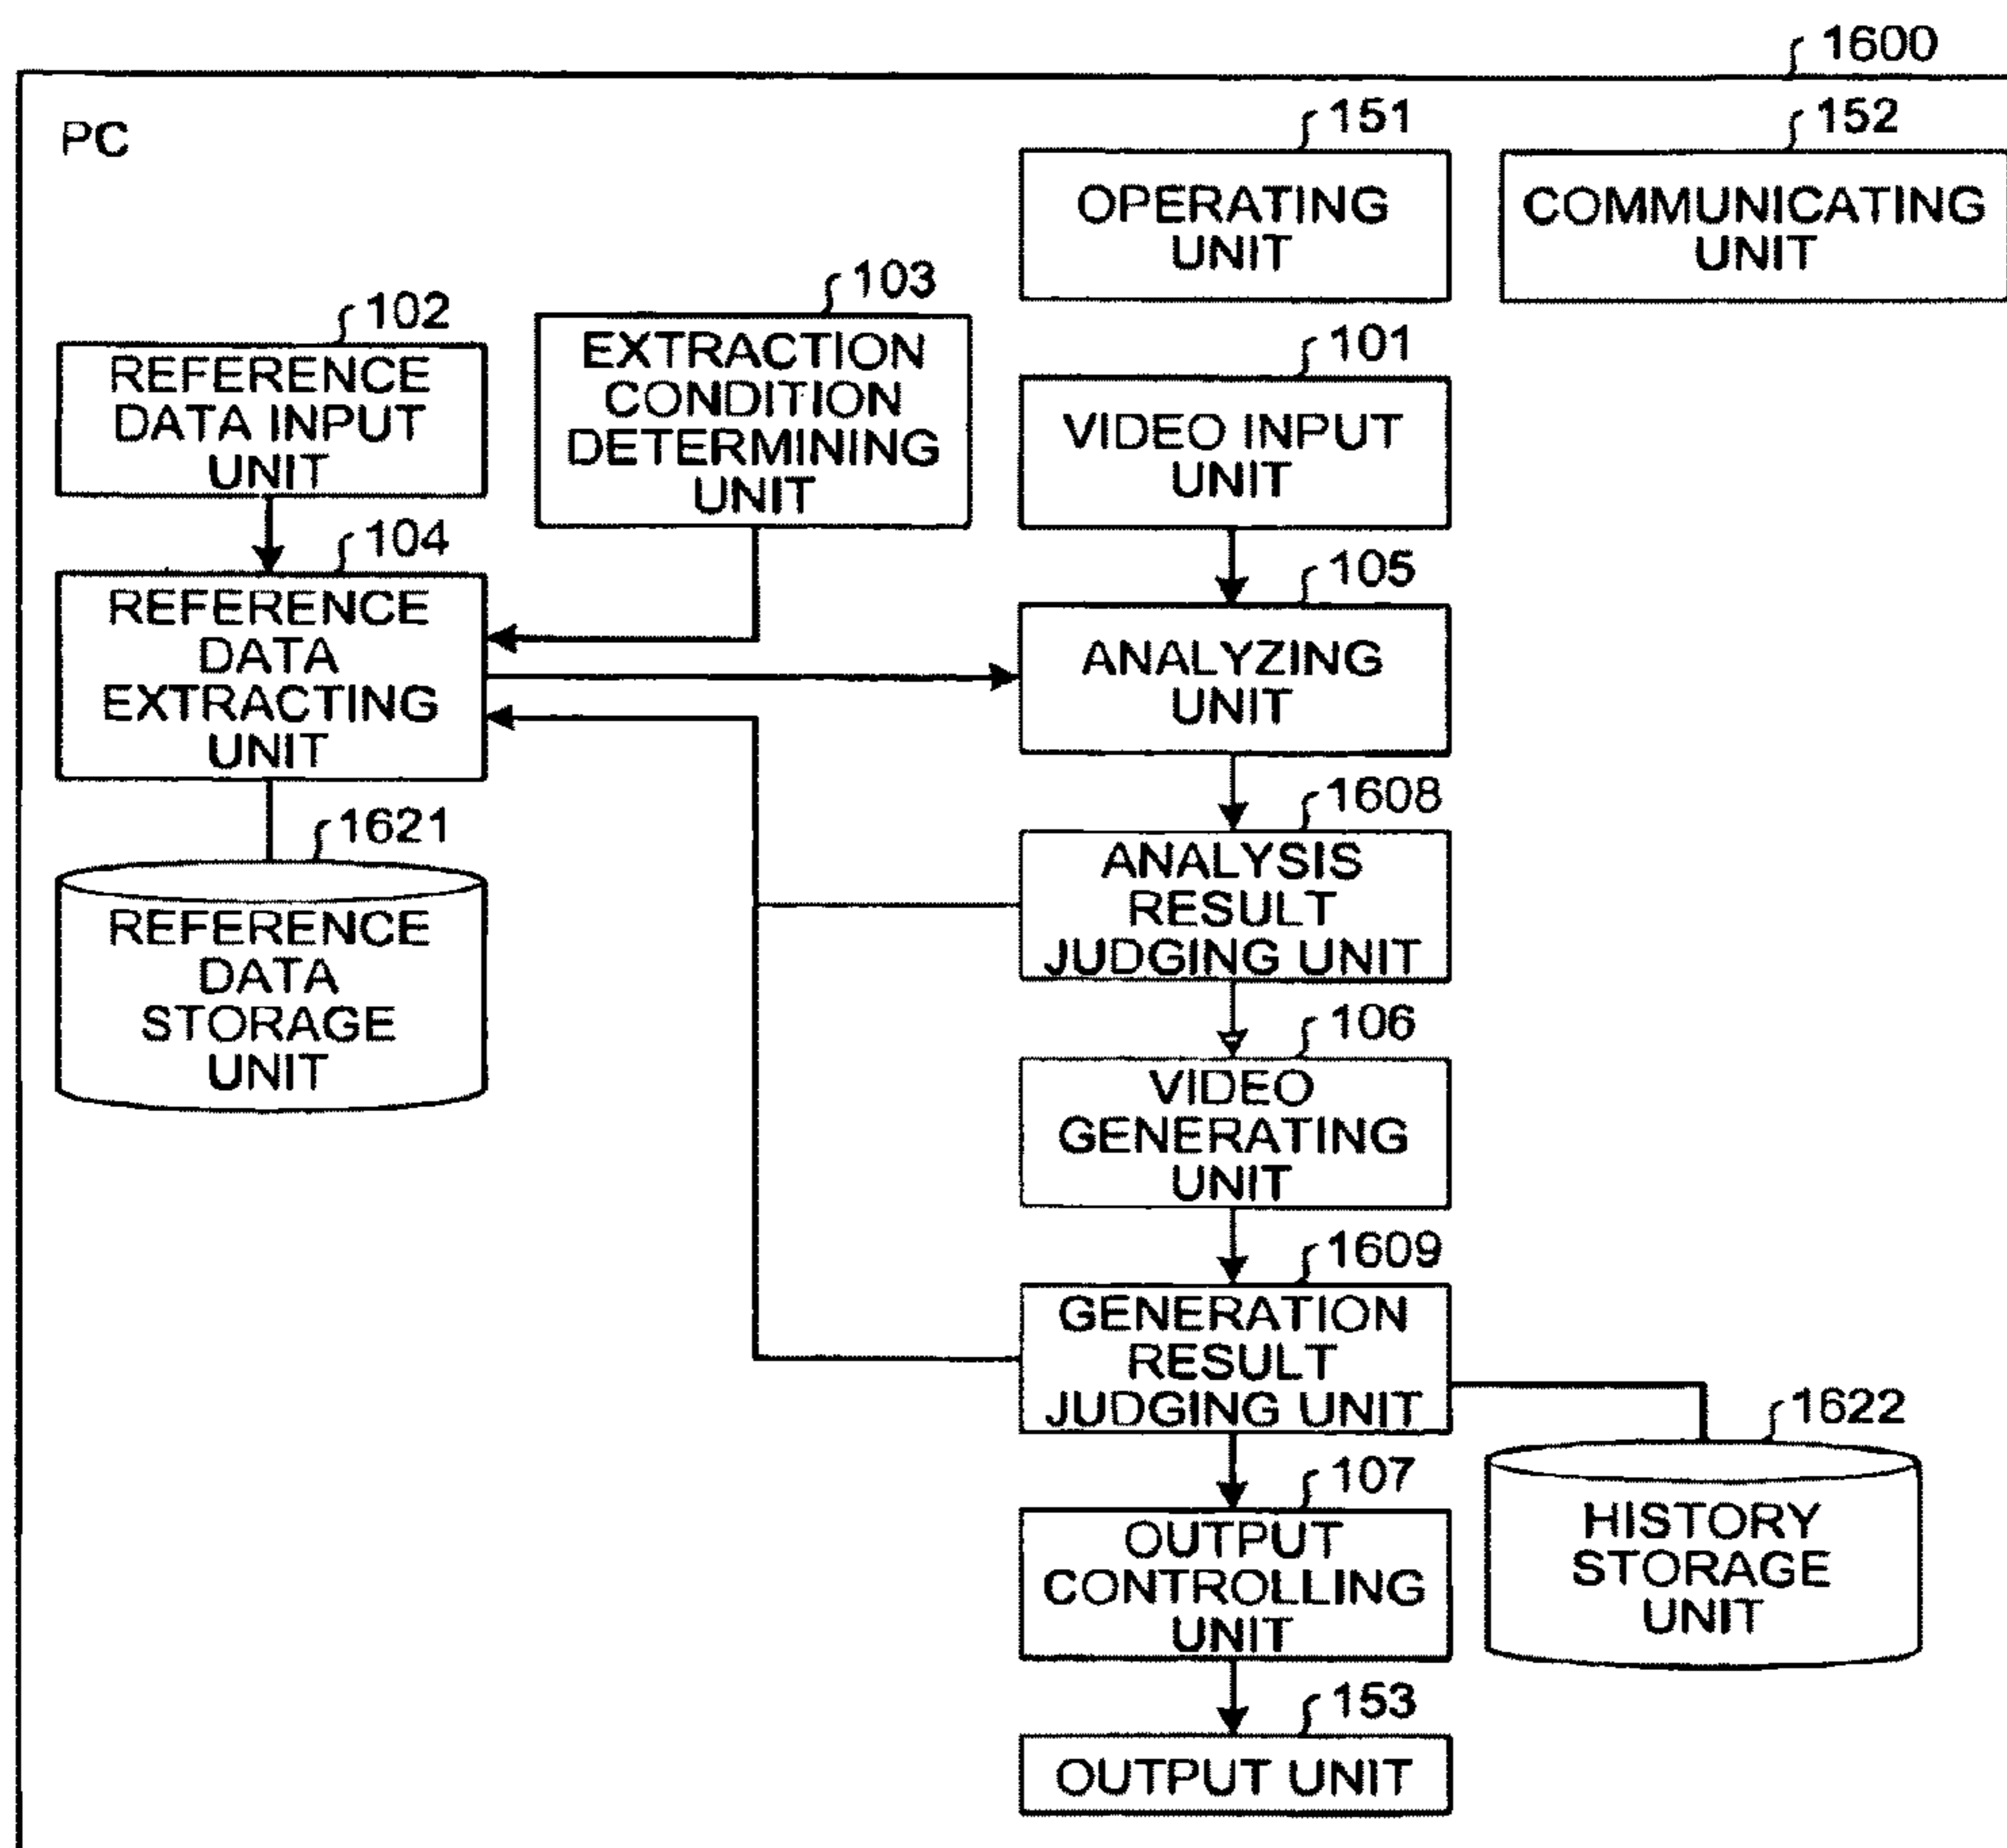 1600
PC
151
OPERATING
UNIT
152
COMMUNICATING
UNIT
102
REFERENCE
DATA INPUT
UNIT
103
EXTRACTION
CONDITION
DETERMINING
UNIT
101
VIDEO INPUT
UNIT
104
REFERENCE
DATA
EXTRACTING
UNIT
105
ANALYZING
UNIT
1621
REFERENCE
DATA
STORAGE
UNIT
1608
ANALYSIS
RESULT
JUDGING UNIT
106
VIDEO
GENERATING
UNIT
1609
GENERATION
RESULT
JUDGING UNIT
1622
HISTORY
STORAGE
UNIT
107
OUTPUT
CONTROLLING
UNIT
153
OUTPUT UNIT